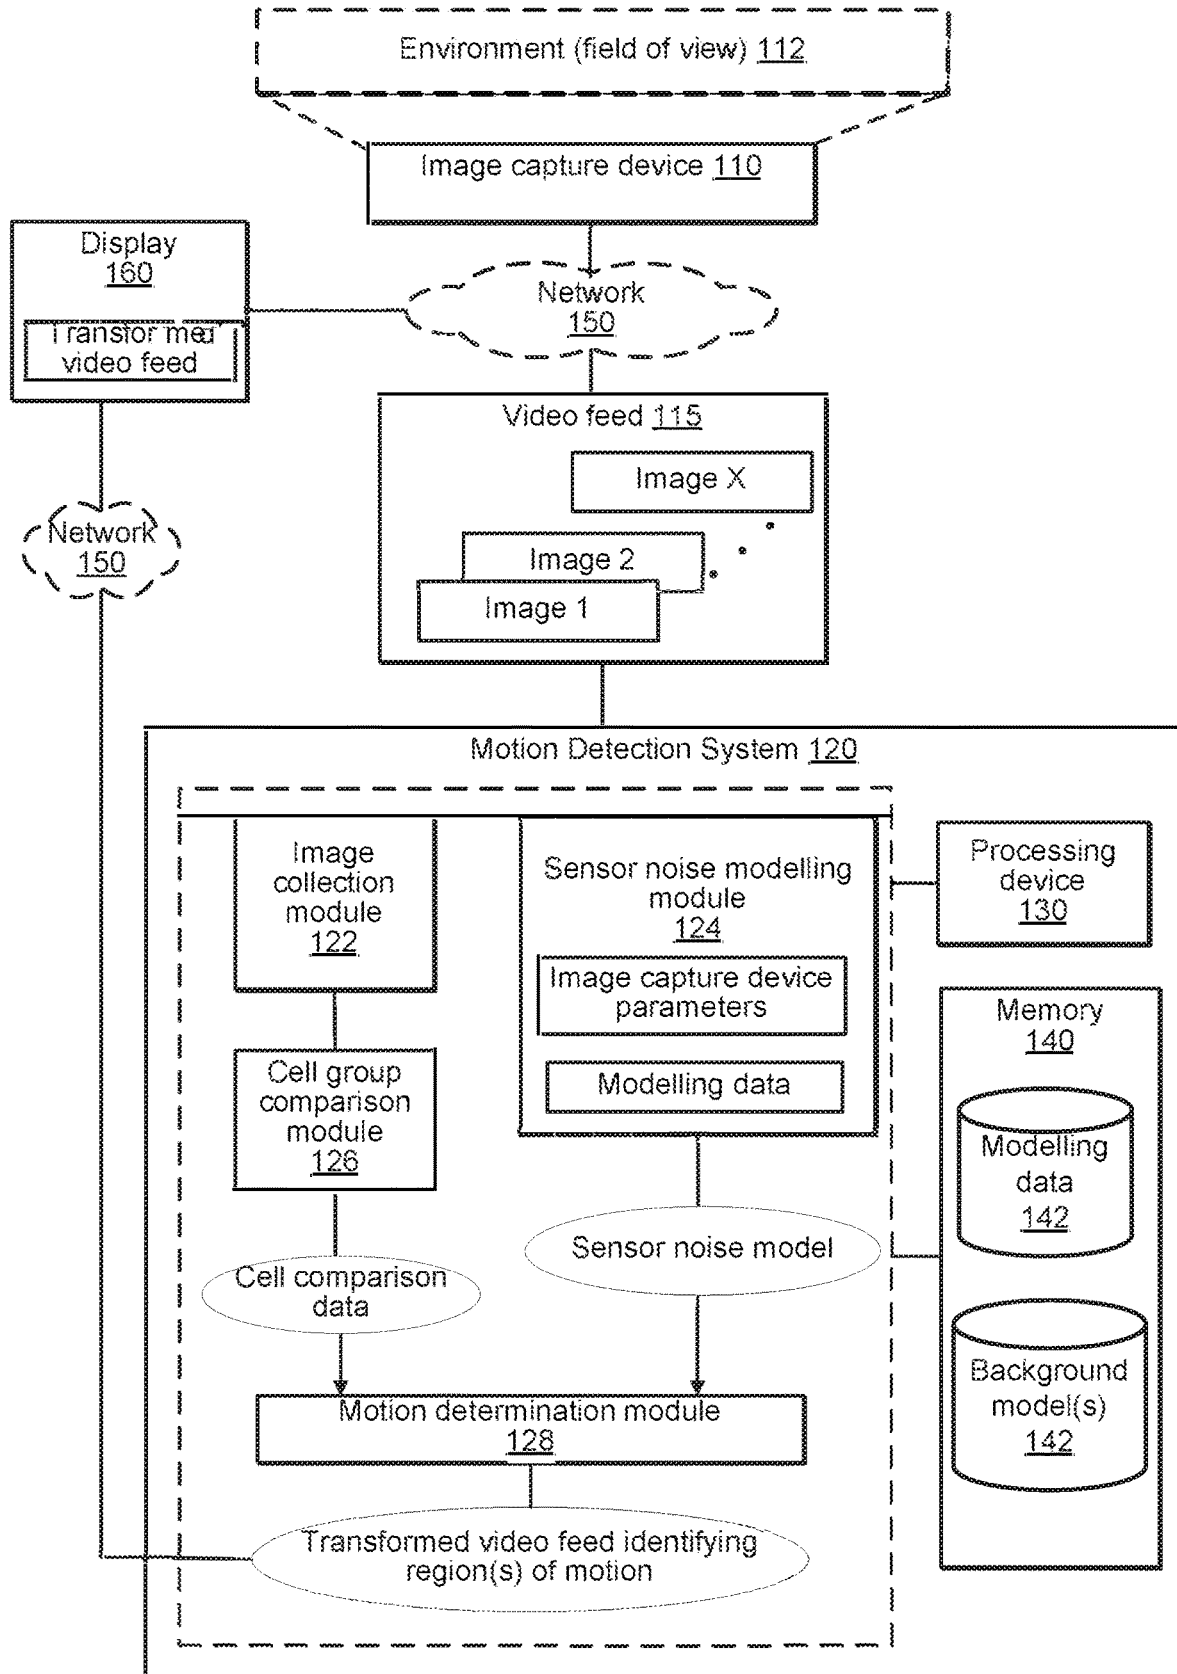 Environment (field of view) 112
Image capture device 110
Display
160
Transformed
video feed
Network
150
Video feed 115
Image X
Image 2
Image 1
Network
150
Motion Detection System 120
Image
collection
module
122
Sensor noise modelling
module
124
Image capture device
parameters
Modelling data
Processing
device
130
Memory
140
Modelling
data
142
Background
model(s)
142
Cell group
comparison
module
126
Cell comparison
data
Sensor noise model
Motion determination module
128
Transformed video feed identifying
region(s) of motion